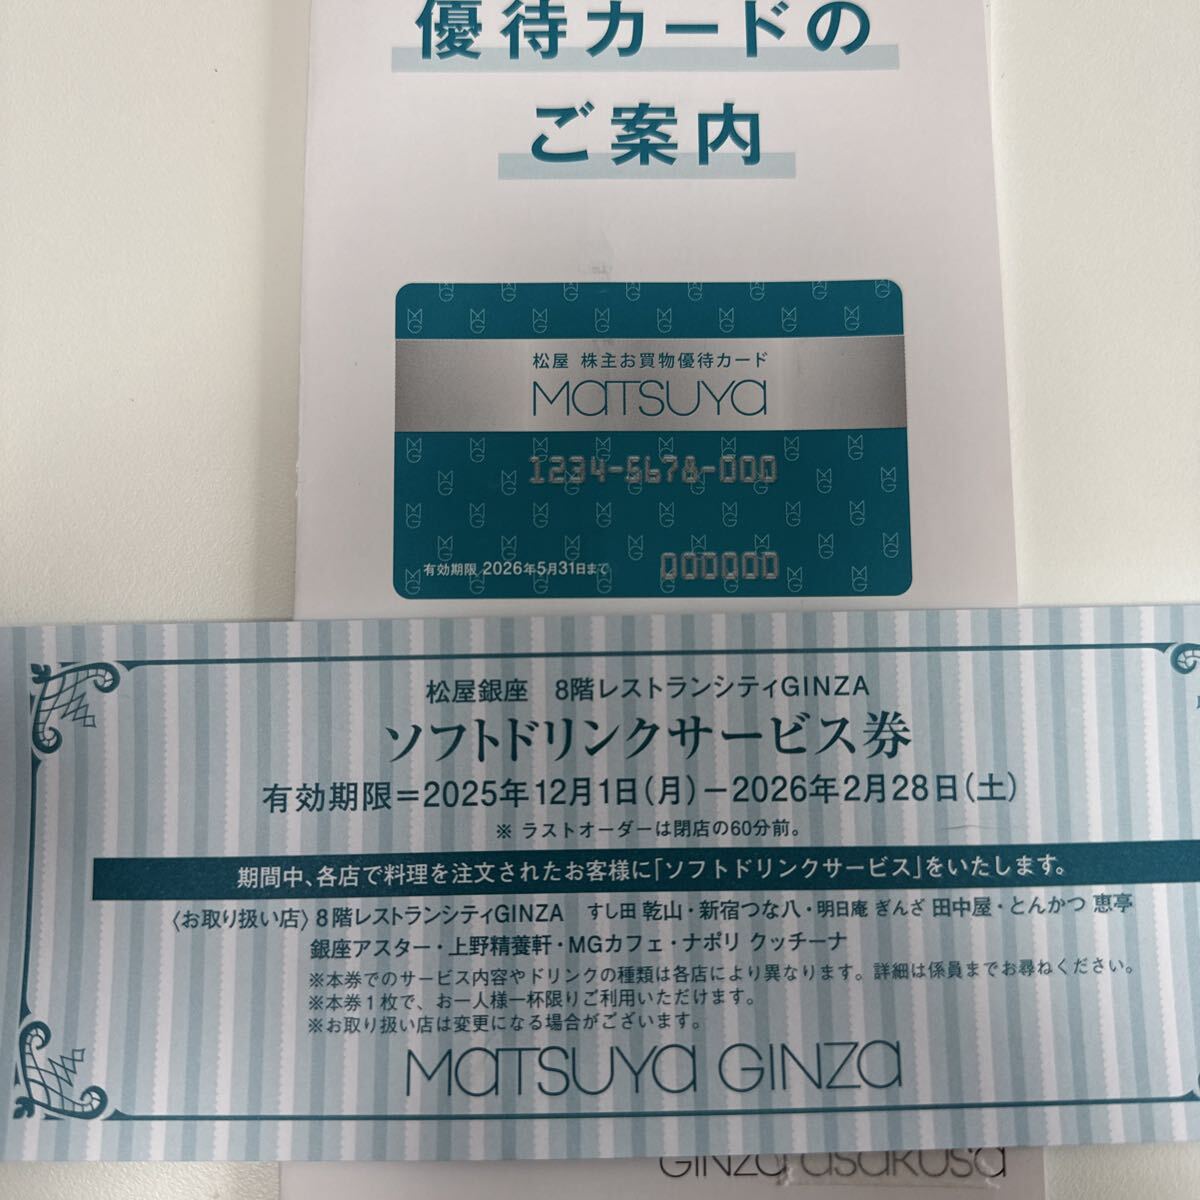 優待カードの
ご案内
松屋 株主お買物優待カード
MATSUYA
1234-5678-000
有効期限 2026年5月31日まで
000000
松屋銀座 8階レストランシティGINZA
ソフトドリンクサービス券
有効期限＝2025年12月1日(月)－2026年2月28日(土)
※ ラストオーダーは閉店の60分前。
期間中、各店で料理を注文されたお客様に「ソフトドリンクサービス」をいたします。
〈お取り扱い店〉8階レストランシティGINZA すし田 乾山・新宿つな八・明日庵 ぎんざ 田中屋・とんかつ 恵亭
銀座アスター・上野精養軒・MGカフェ・ナポリ クッチーナ
※本券でのサービス内容やドリンクの種類は各店により異なります。詳細は係員までお尋ねください。
※本券1枚で、お一人様一杯限りご利用いただけます。
※お取り扱い店は変更になる場合がございます。
MATSUYA GINZA
GINZA asakusa